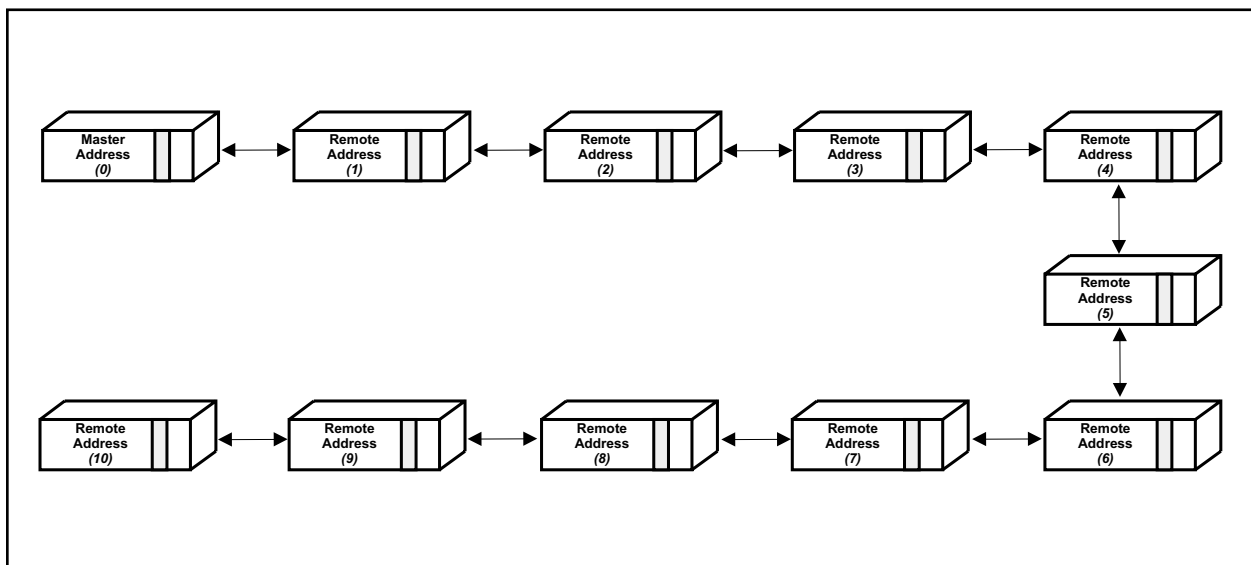 Master
Address
(0)
Remote
Address
(1)
Remote
Address
(2)
Remote
Address
(3)
Remote
Address
(4)
Remote
Address
(5)
Remote
Address
(10)
Remote
Address
(9)
Remote
Address
(8)
Remote
Address
(7)
Remote
Address
(6)